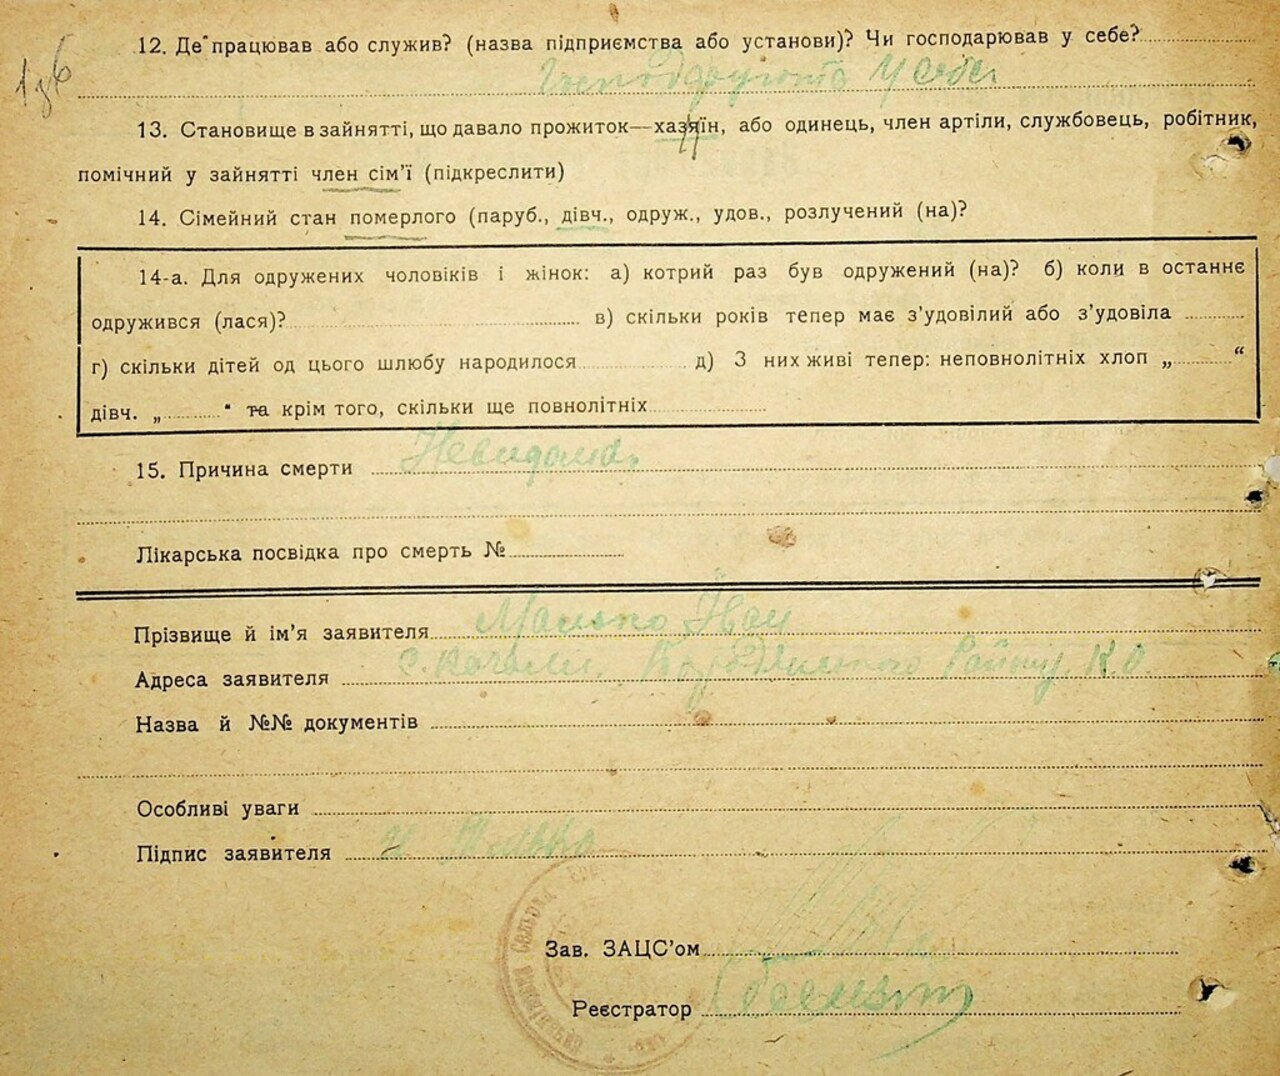 12. Де працював або служив? (назва підприємства або установи)? Чи господарював у себе?
У себе
13. Становище в зайнятті, що давало прожиток—хазяїн, або одинець, член артіли, службовець, робітник,
помічний у зайнятті член сім'ї (підкреслити)
14. Сімейний стан померлого (паруб., дівч., одруж., удов., розлучений (на)?
14-а. Для одружених чоловіків і жінок: а) котрий раз був одружений (на)? б) коли в останнє
одружився (лася)? в) скільки років тепер має з'удовілий або з'удовіла
г) скільки дітей од цього шлюбу народилося д) З них живі тепер: неповнолітніх хлоп „ “
дівч. „ “ та крім того, скільки ще повнолітніх
15. Причина смерти Невидома
Лікарська посвідка про смерть №
Прізвище й ім'я заявителя Іван
Адреса заявителя с. Району К. О.
Назва й №№ документів
Особливі уваги
Підпис заявителя
Зав. ЗАЦС'ом
Реєстратор